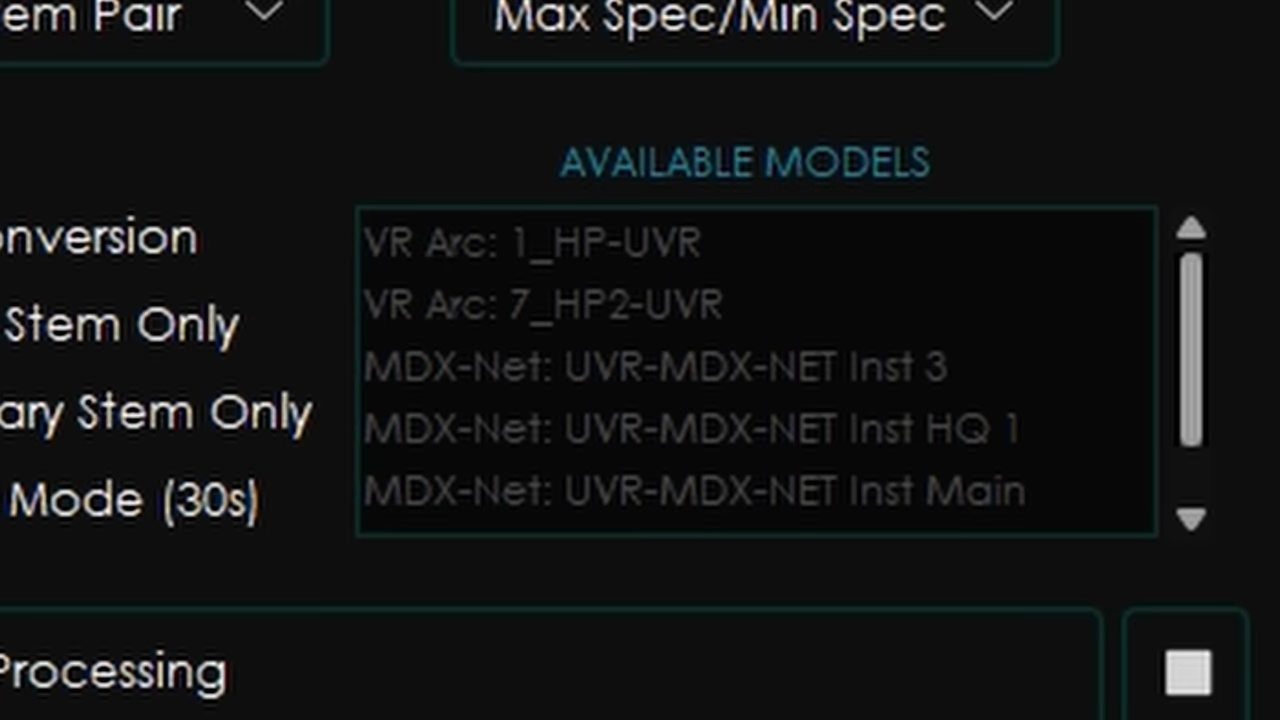 em Pair
Max Spec/Min Spec
AVAILABLE MODELS
onversion
VR Arc: 1_HP-UVR
VR Arc: 7_HP2-UVR
Stem Only
MDX-Net: UVR-MDX-NET Inst 3
ary Stem Only
MDX-Net: UVR-MDX-NET Inst HQ 1
Mode (30s)
MDX-Net: UVR-MDX-NET Inst Main
Processing